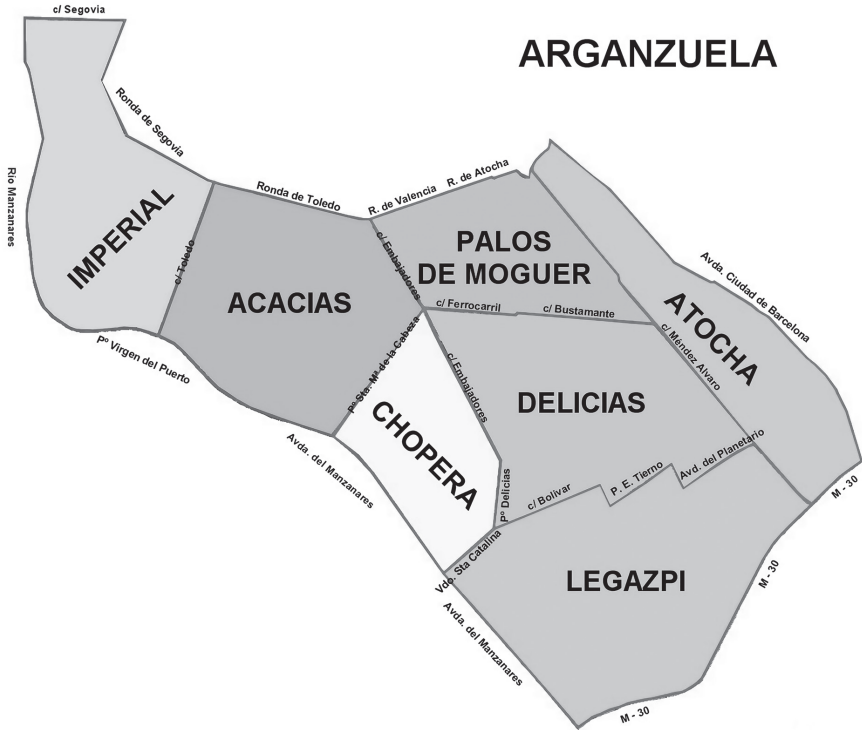 c/ Segovia
ARGANZUELA
Ronda de Segovia
Río Manzanares
Ronda de Toledo
R. de Valencia
R. de Atocha
IMPERIAL
c/ Toledo
ACACIAS
c/ Embajadores
PALOS
DE MOGUER
c/ Ferrocarril
c/ Bustamante
Avda. Ciudad de Barcelona
ATOCHA
c/ Méndez Alvaro
Pº Virgen del Puerto
Pº Sta. Mª de la Cabeza
c/ Embajadores
CHOPERA
DELICIAS
Avda. del Manzanares
Pº Delicias
c/ Bolivar
P. E. Tierno
Avd. del Planetario
M - 30
Vdo. Sta Catalina
LEGAZPI
M - 30
Avda. del Manzanares
M - 30